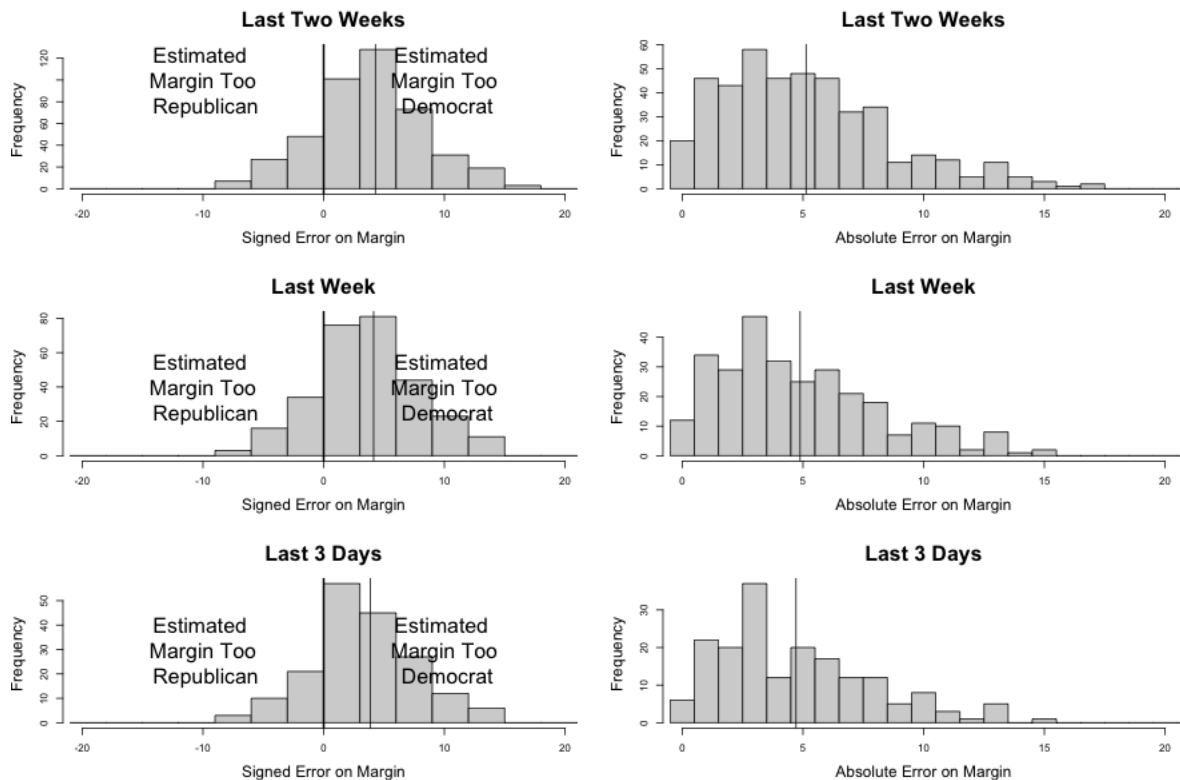 Last Two Weeks
Frequency
0 20 40 60 80 120
Estimated
Margin Too
Republican
Estimated
Margin Too
Democrat
-20 -10 0 10 20
Signed Error on Margin
Last Two Weeks
Frequency
0 10 20 30 40 50 60
0 5 10 15 20
Absolute Error on Margin
Last Week
Frequency
0 20 40 60 80
Estimated
Margin Too
Republican
Estimated
Margin Too
Democrat
-20 -10 0 10 20
Signed Error on Margin
Last Week
Frequency
0 10 20 30 40
0 5 10 15 20
Absolute Error on Margin
Last 3 Days
Frequency
0 10 20 30 40 50
Estimated
Margin Too
Republican
Estimated
Margin Too
Democrat
-20 -10 0 10 20
Signed Error on Margin
Last 3 Days
Frequency
0 10 20 30
0 5 10 15 20
Absolute Error on Margin